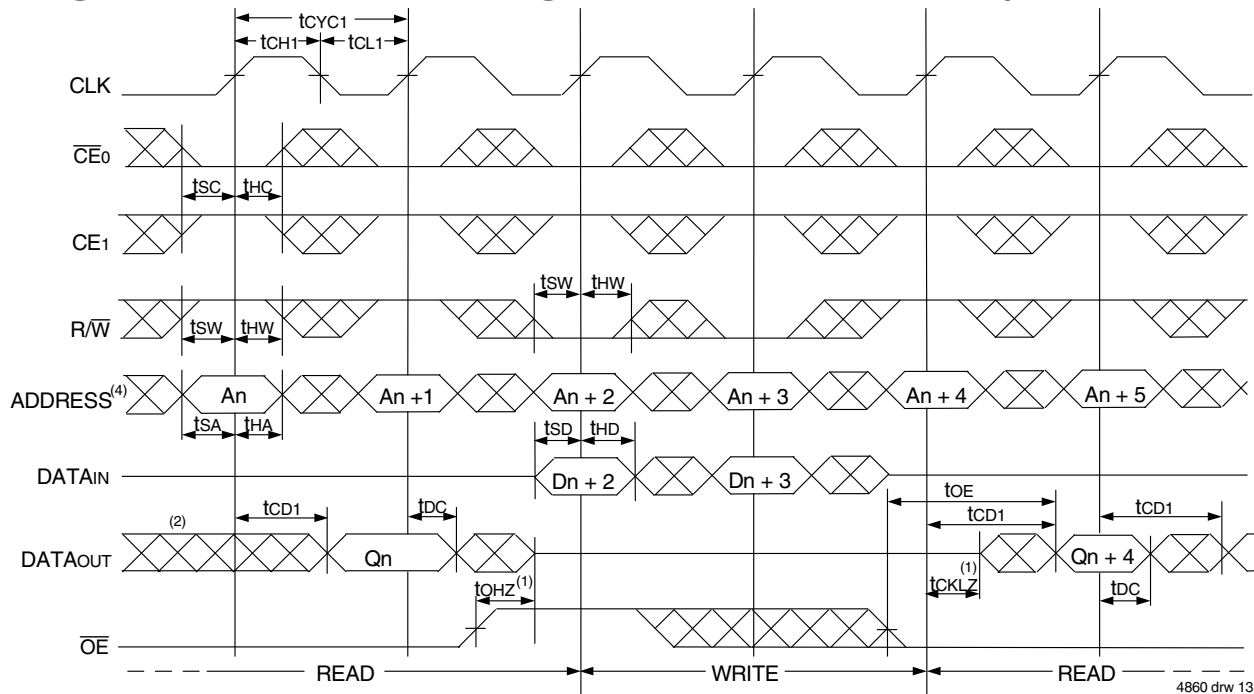 tCYC1
tCH1 tCL1
CLK
CE0
tSC tHC
CE1
tSW tHW
R/W
tSW tHW
ADDRESS(4) An An +1 An + 2 An + 3 An + 4 An + 5
tSA tHA tSD tHD
DATAIN Dn + 2 Dn + 3
tOE
tCD1 tDC tCD1 tCD1
(2)
DATAOUT Qn Qn + 4
tOHZ(1) tCKLZ(1) tDC
OE
READ WRITE READ
4860 drw 13